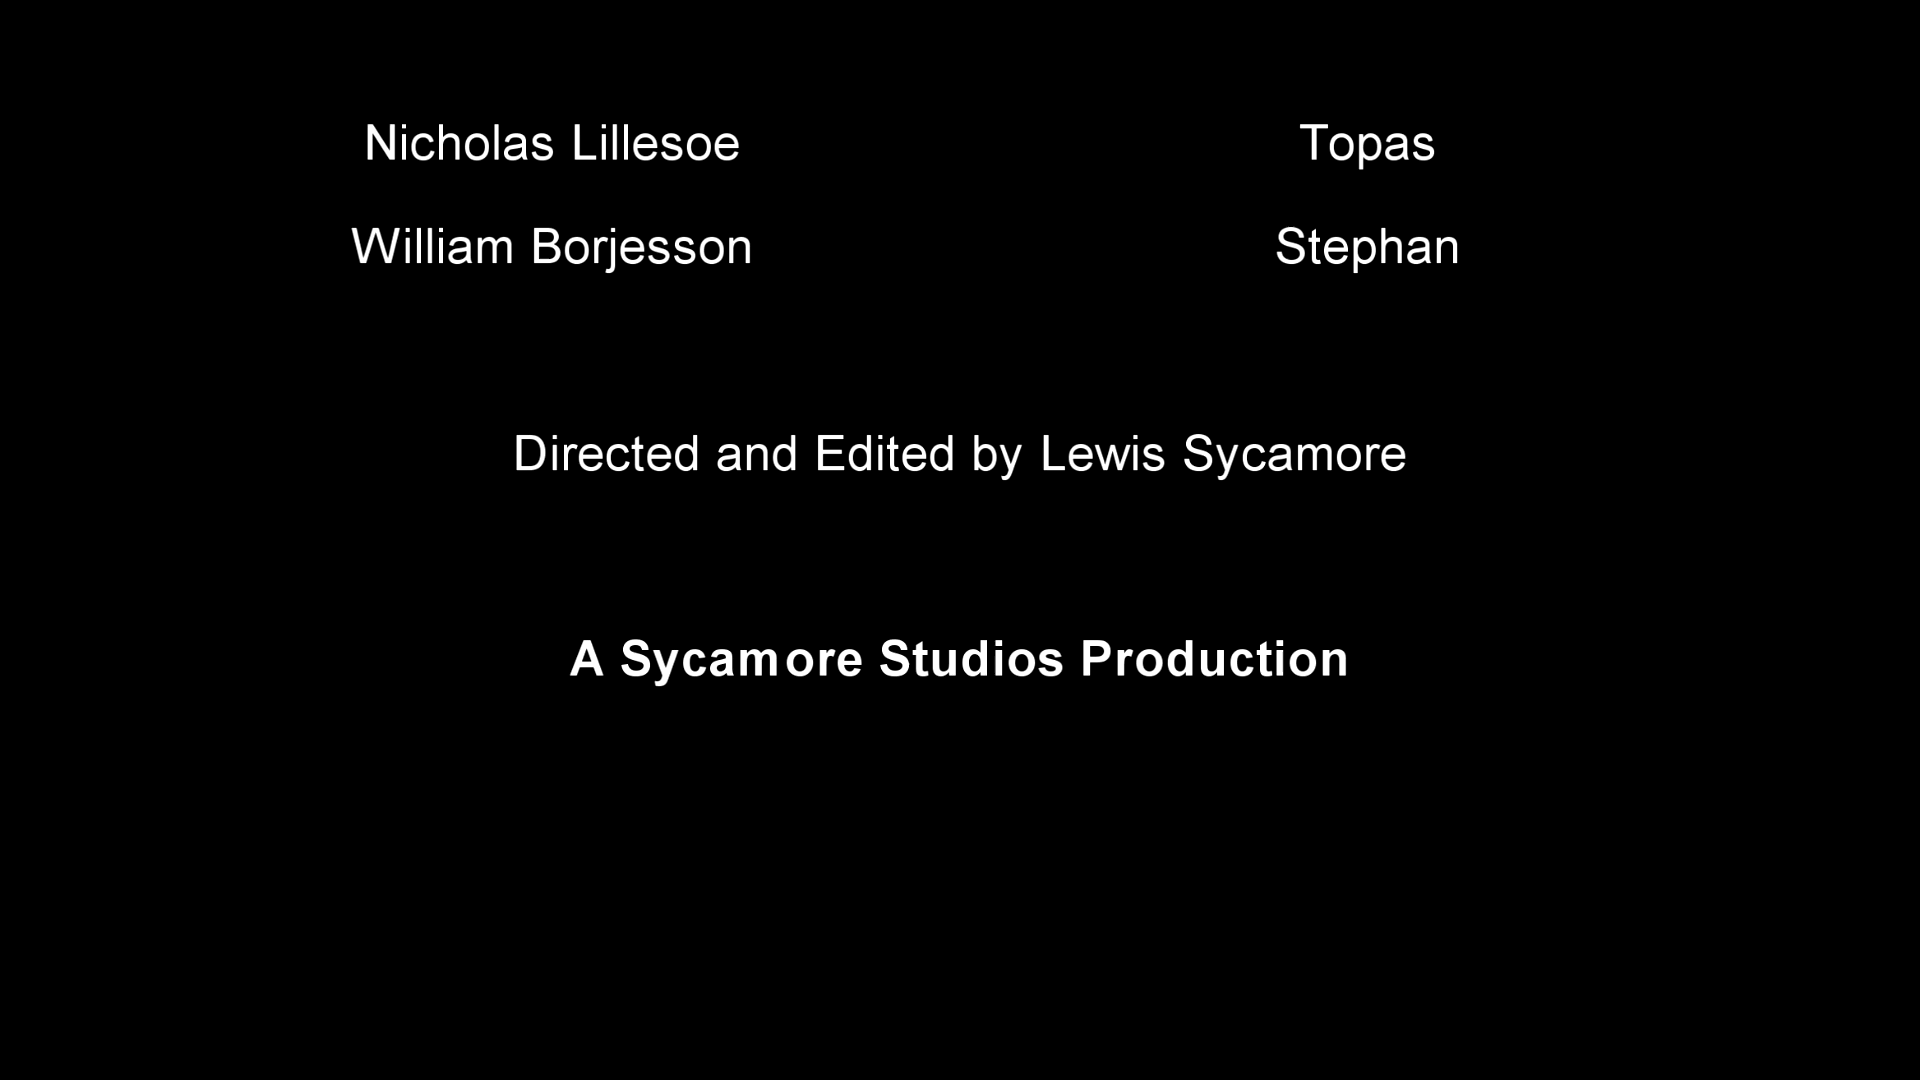 Nicholas Lillesoe Topas
William Borjesson Stephan
Directed and Edited by Lewis Sycamore
A Sycamore Studios Production